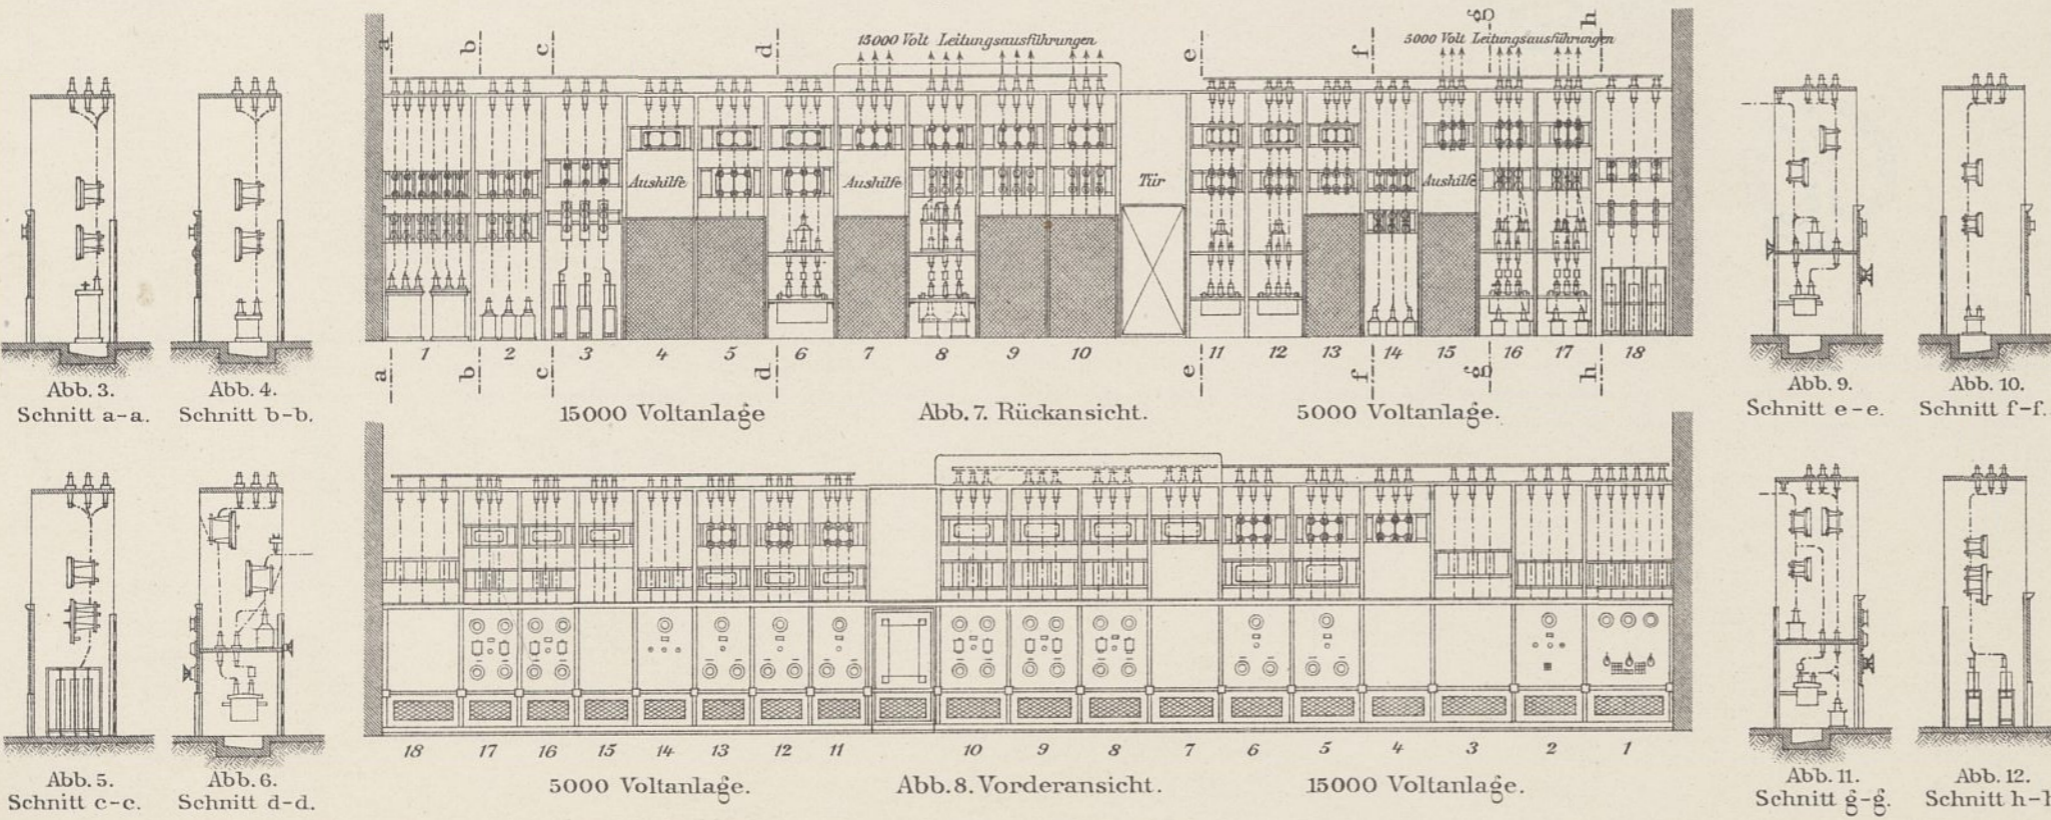 a b c d e f g h
15000 Volt Leitungsausführungen
5000 Volt Leitungsausführungen
Aushilfe Aushilfe Tür Aushilfe
1 2 3 4 5 6 7 8 9 10 11 12 13 14 15 16 17 18
a b c d e f g h
Abb. 3.
Schnitt a-a.
Abb. 4.
Schnitt b-b.
15000 Voltanlage
Abb. 7. Rückansicht.
5000 Voltanlage.
Abb. 9.
Schnitt e-e.
Abb. 10.
Schnitt f-f.
18 17 16 15 14 13 12 11 10 9 8 7 6 5 4 3 2 1
Abb. 5.
Schnitt c-c.
Abb. 6.
Schnitt d-d.
5000 Voltanlage.
Abb. 8. Vorderansicht.
15000 Voltanlage.
Abb. 11.
Schnitt g-g.
Abb. 12.
Schnitt h-h